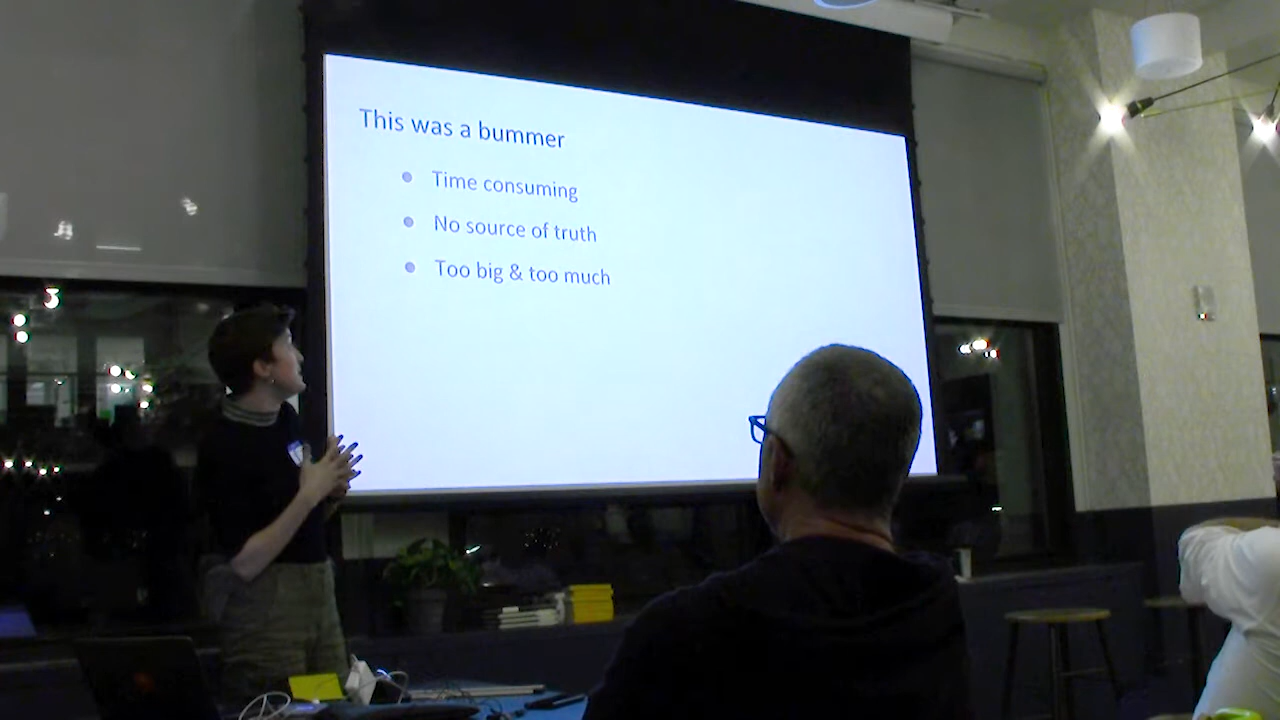 This was a bummer
Time consuming
No source of truth
Too big & too much